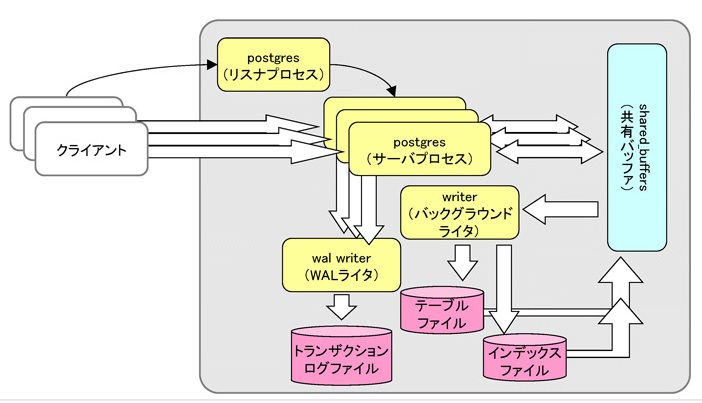 postgres
(リスナプロセス)
クライアント
postgres
(サーバプロセス)
shared_buffers
(共有バッファ)
writer
(バックグラウンド
ライタ)
wal writer
(WALライタ)
テーブル
ファイル
トランザクション
ログファイル
インデックス
ファイル